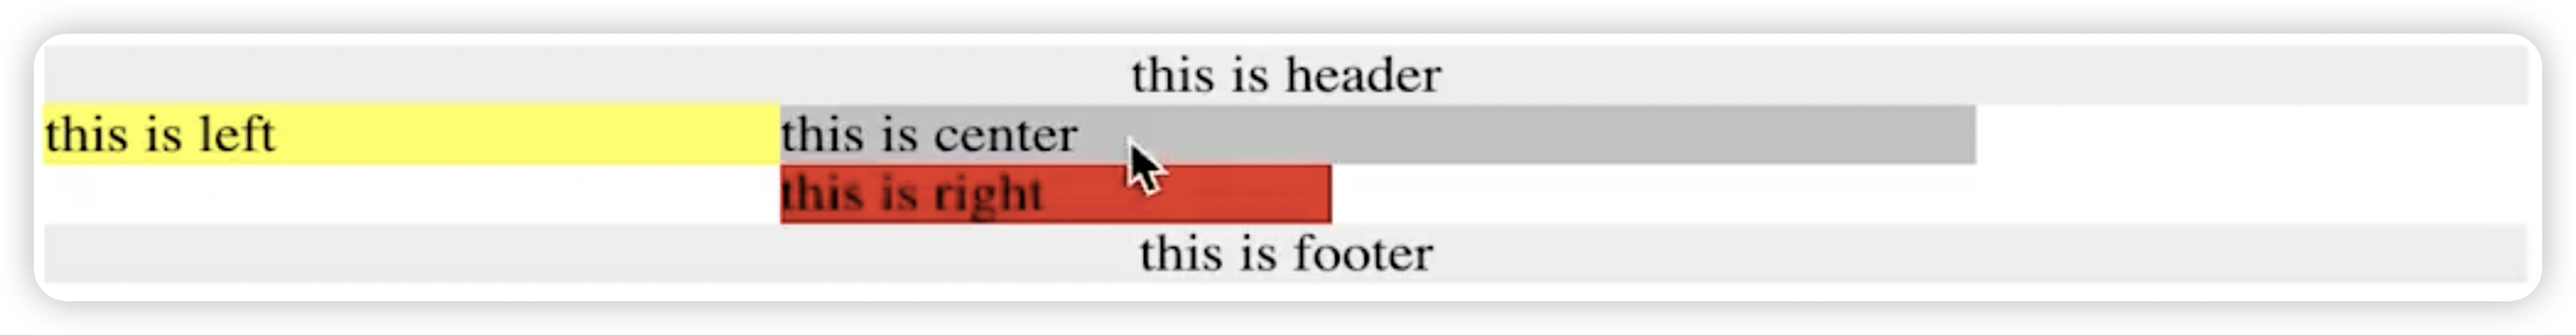 this is header
this is left this is center
this is right
this is footer